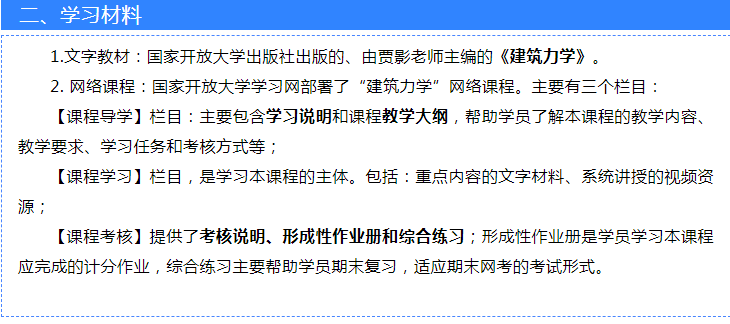 二、学习材料
1.文字教材：国家开放大学出版社出版的、由贾影老师主编的《建筑力学》。
2. 网络课程：国家开放大学学习网部署了“建筑力学”网络课程。主要有三个栏目：
【课程导学】栏目：主要包含学习说明和课程教学大纲，帮助学员了解本课程的教学内容、
教学要求、学习任务和考核方式等；
【课程学习】栏目，是学习本课程的主体。包括：重点内容的文字材料、系统讲授的视频资
源；
【课程考核】提供了考核说明、形成性作业册和综合练习；形成性作业册是学员学习本课程
应完成的计分作业，综合练习主要帮助学员期末复习，适应期末网考的考试形式。